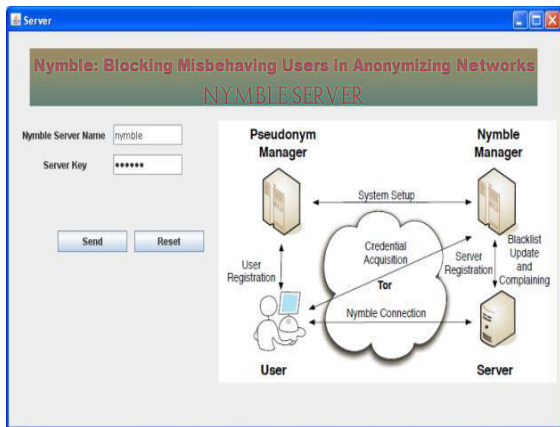 Server
Nymble: Blocking Misbehaving Users in Anonymizing Networks
NYMBLE SERVER
Nymble Server Name
nymble
Server Key
••••••
Send
Reset
Pseudonym
Manager
Nymble
Manager
System Setup
Credential
Acquisition
Tor
User
Registration
Server
Registration
Blacklist
Update
and
Complaining
Nymble Connection
User
Server